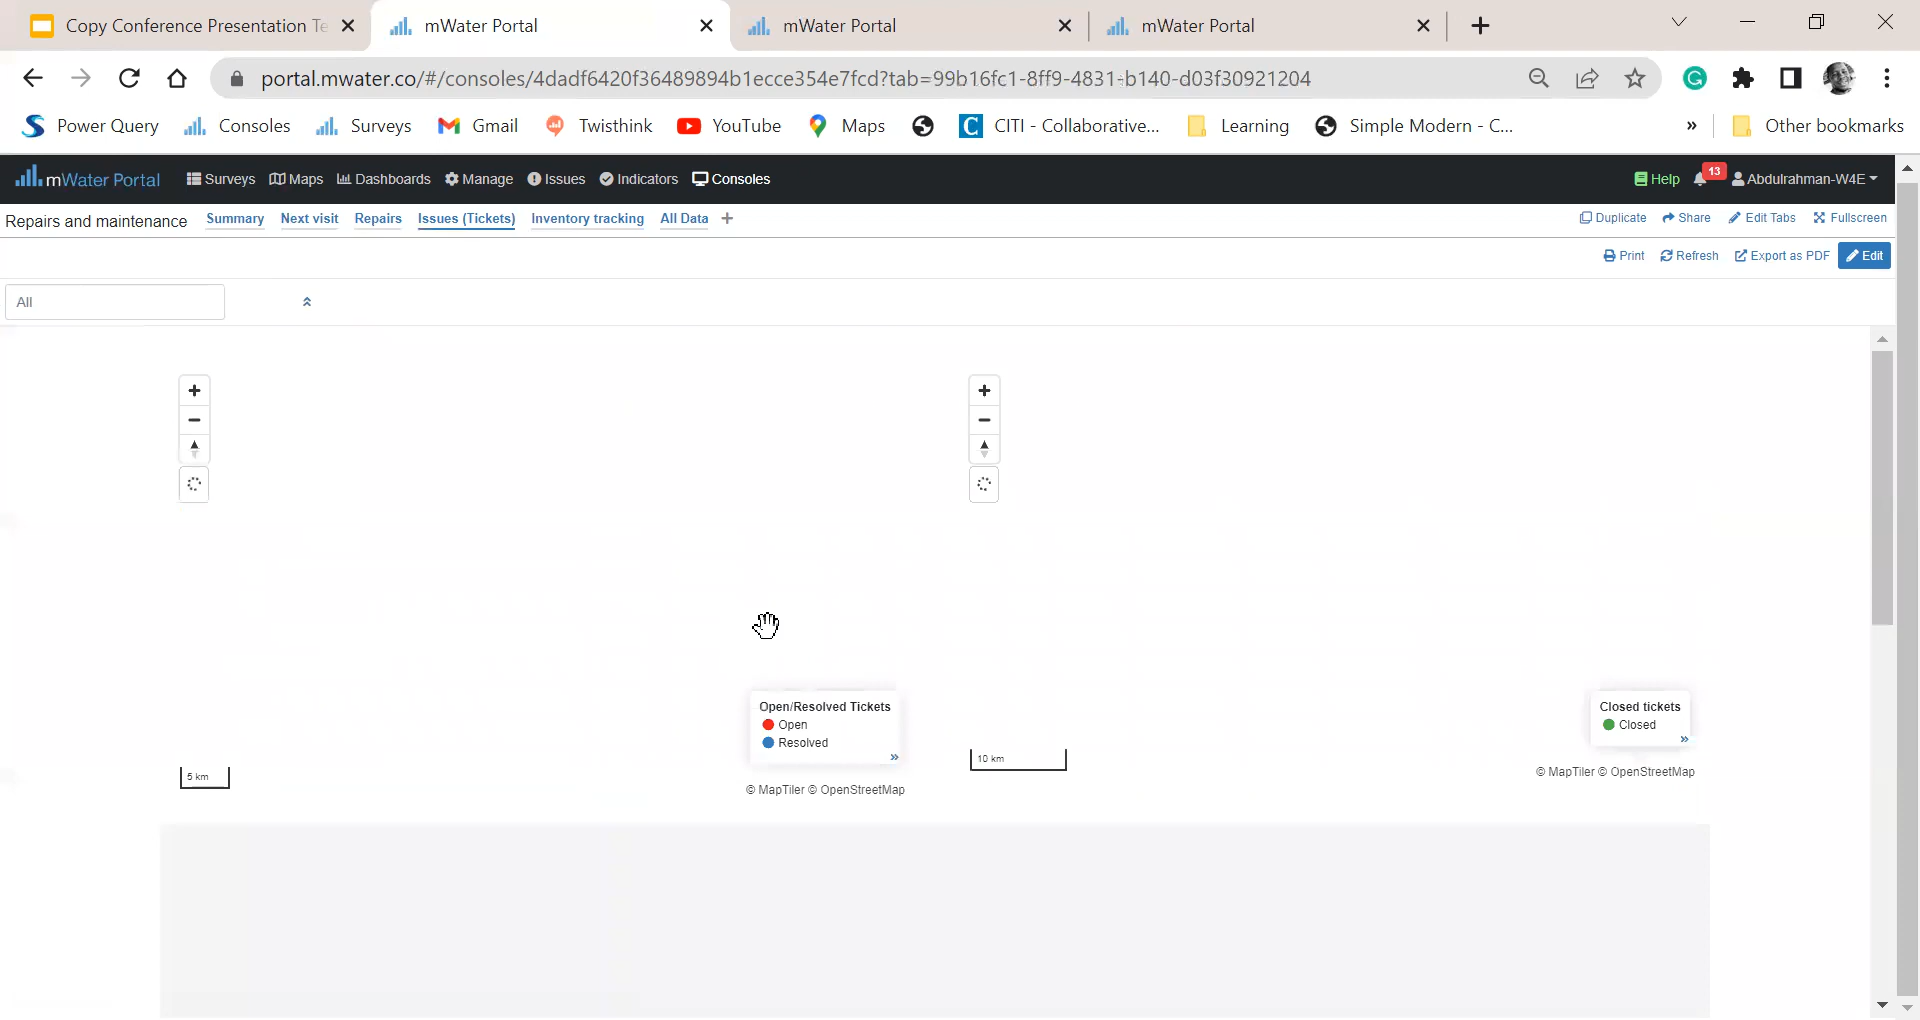 Copy Conference Presentation Te
mWater Portal
mWater Portal
mWater Portal
portal.mwater.co/#/consoles/4dadf6420f36489894b1ecce354e7fcd?tab=99b16fc1-8ff9-4831-b140-d03f30921204
Power Query Consoles Surveys Gmail Twisthink YouTube Maps CITI - Collaborative... Learning Simple Modern - C... » Other bookmarks
mWater Portal Surveys Maps Dashboards Manage Issues Indicators Consoles Help 13 Abdulrahman-W4E
Repairs and maintenance Summary Next visit Repairs Issues (Tickets) Inventory tracking All Data + Duplicate Share Edit Tabs Fullscreen
Print Refresh Export as PDF Edit
All
Open/Resolved Tickets
Open
Resolved
»
5 km
© MapTiler © OpenStreetMap
Closed tickets
Closed
»
10 km
© MapTiler © OpenStreetMap